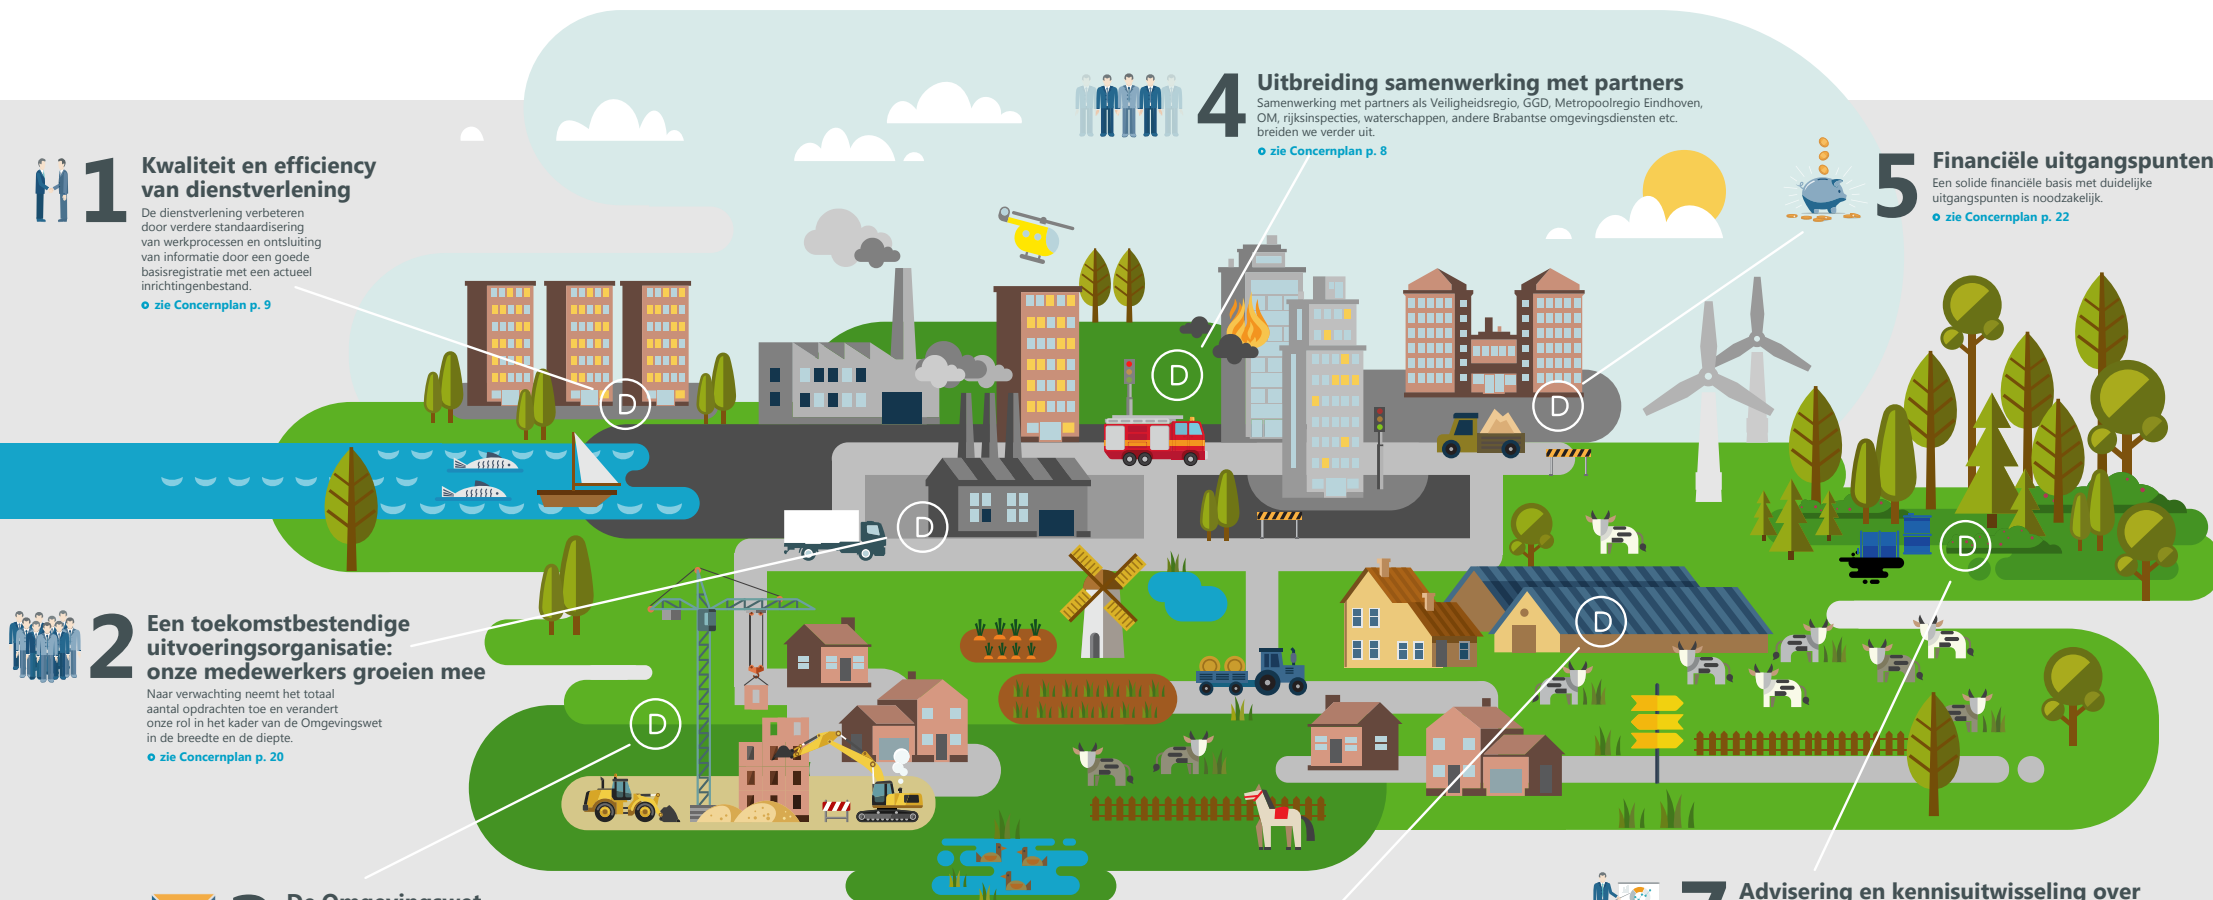 1
Kwaliteit en efficiency
van dienstverlening
De dienstverlening verbeteren
door verdere standaardisering
van werkprocessen en ontsluiting
van informatie door een goede
basisregistratie met een actueel
inrichtingenbestand.
zie Concernplan p. 9
4
Uitbreiding samenwerking met partners
Samenwerking met partners als Veiligheidsregio, GGD, Metropoolregio Eindhoven,
OM, rijksinspecties, waterschappen, andere Brabantse omgevingsdiensten etc.
breiden we verder uit.
zie Concernplan p. 8
5
Financiële uitgangspunten
Een solide financiële basis met duidelijke
uitgangspunten is noodzakelijk.
zie Concernplan p. 22
D
D
D
D
D
D
D
2
Een toekomstbestendige
uitvoeringsorganisatie:
onze medewerkers groeien mee
Naar verwachting neemt het totaal
aantal opdrachten toe en verandert
onze rol in het kader van de Omgevingswet
in de breedte en de diepte.
zie Concernplan p. 20
De Omgevingswet
7
Advisering en kennisuitwisseling over